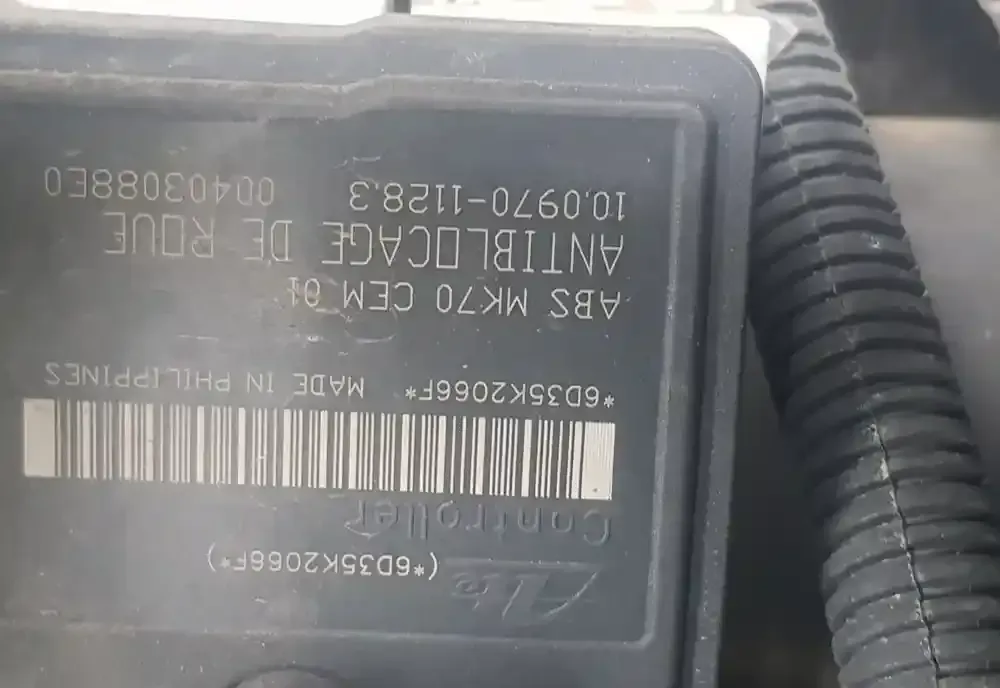 Ate
(*6D35K2066F*)
Controller
*6D35K2066F* MADE IN PHILIPPINES
ABS MK70 CEM 01
ANTIBLOCAGE DE ROUE
10.0970-1128.3 00403088E0